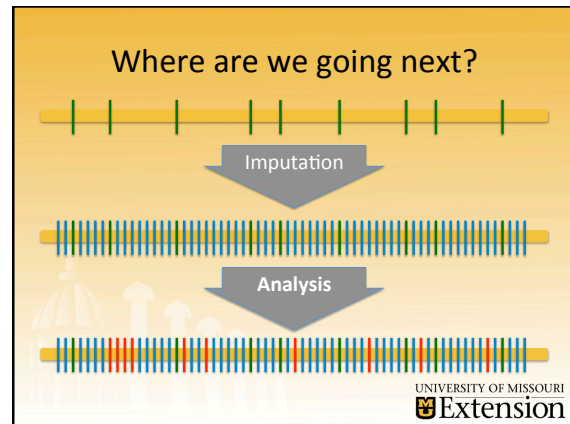 Where are we going next?
Imputation
Analysis
UNIVERSITY OF MISSOURI
Extension